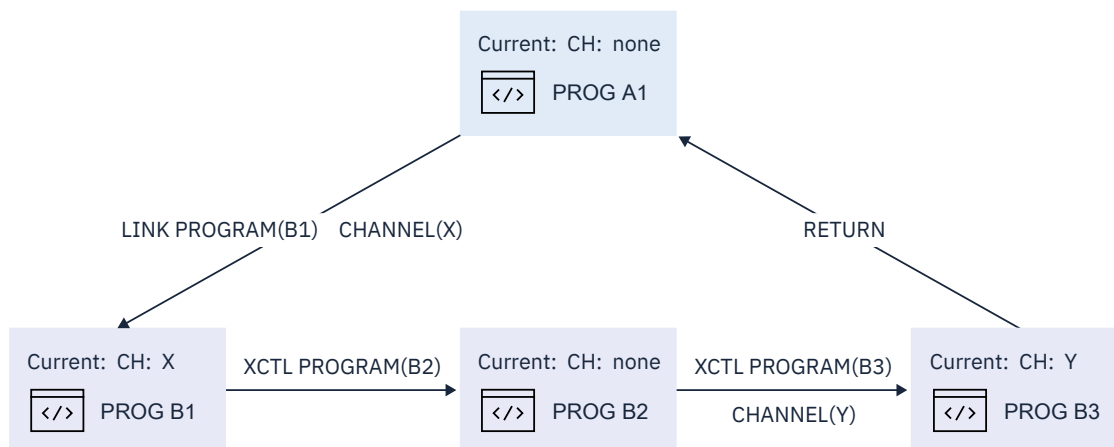 Current: CH: none
</> PROG A1
LINK PROGRAM(B1) CHANNEL(X)
RETURN
Current: CH: X
</> PROG B1
XCTL PROGRAM(B2)
Current: CH: none
</> PROG B2
XCTL PROGRAM(B3)
CHANNEL(Y)
Current: CH: Y
</> PROG B3